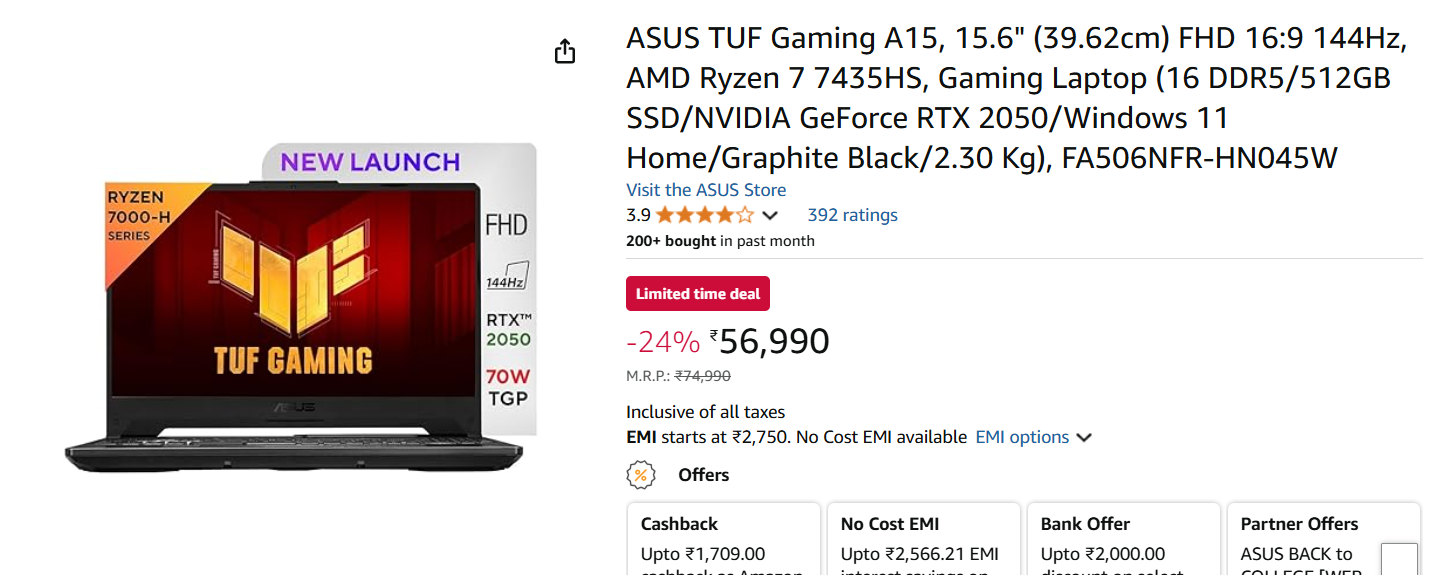 ASUS TUF Gaming A15, 15.6" (39.62cm) FHD 16:9 144Hz,
AMD Ryzen 7 7435HS, Gaming Laptop (16 DDR5/512GB
SSD/NVIDIA GeForce RTX 2050/Windows 11
Home/Graphite Black/2.30 Kg), FA506NFR-HN045W
Visit the ASUS Store
3.9 392 ratings
200+ bought in past month
NEW LAUNCH
RYZEN
7000-H
SERIES
FHD
144Hz
RTX™
2050
70W
TGP
TUF GAMING
ASUS
Limited time deal
-24% ₹56,990
M.R.P.: ₹74,990
Inclusive of all taxes
EMI starts at ₹2,750. No Cost EMI available EMI options
% Offers
Cashback
Upto ₹1,709.00
No Cost EMI
Upto ₹2,566.21 EMI
Bank Offer
Upto ₹2,000.00
Partner Offers
ASUS BACK to